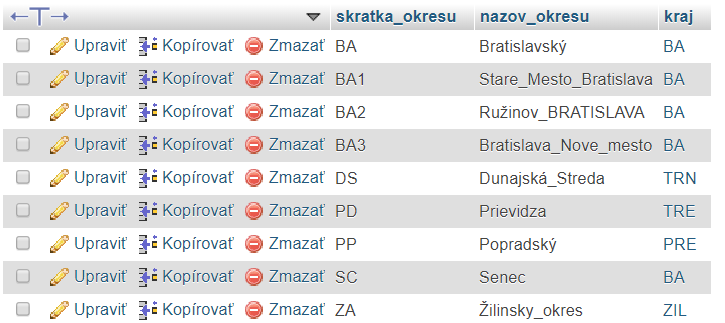 skratka_okresu nazov_okresu kraj
Upraviť Kopírovať Zmazať BA Bratislavský BA
Upraviť Kopírovať Zmazať BA1 Stare_Mesto_Bratislava BA
Upraviť Kopírovať Zmazať BA2 Ružinov_BRATISLAVA BA
Upraviť Kopírovať Zmazať BA3 Bratislava_Nove_mesto BA
Upraviť Kopírovať Zmazať DS Dunajská_Streda TRN
Upraviť Kopírovať Zmazať PD Prievidza TRE
Upraviť Kopírovať Zmazať PP Popradský PRE
Upraviť Kopírovať Zmazať SC Senec BA
Upraviť Kopírovať Zmazať ZA Žilinsky_okres ZIL